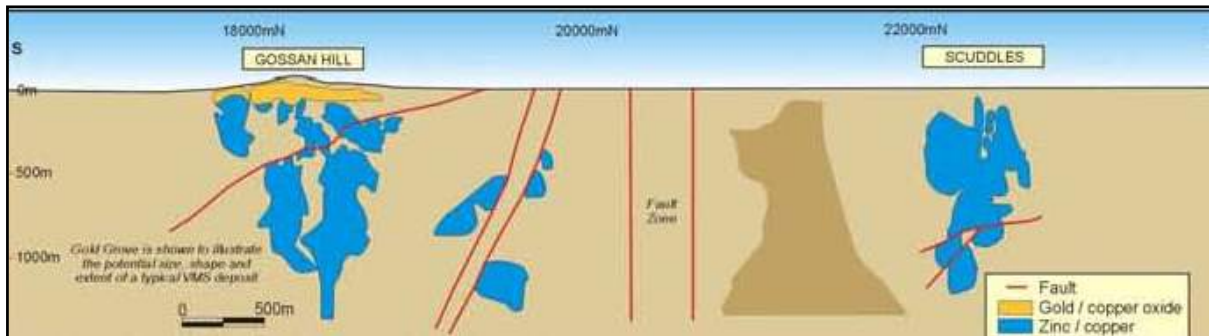 18000mN
20000mN
22000mN
S
GOSSAN HILL
SCUDDLES
0m
-500m
-1000m
Fault
Zone
Gold Grove is shown to illustrate
the potential size, shape and
extent of a typical VMS deposit
0 500m
Fault
Gold / copper oxide
Zinc / copper